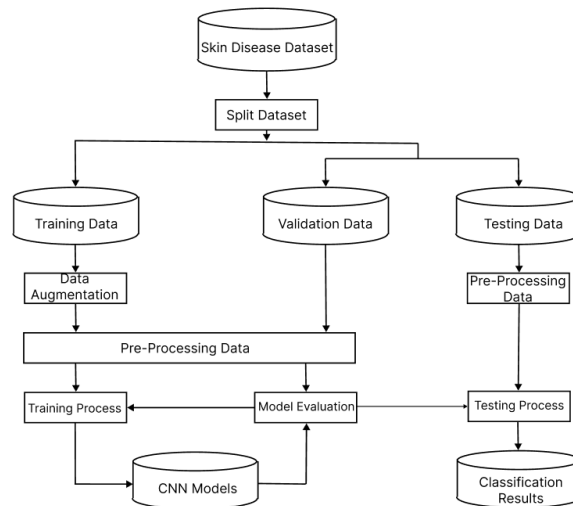 Skin Disease Dataset
Split Dataset
Training Data
Validation Data
Testing Data
Data
Augmentation
Pre-Processing
Data
Pre-Processing Data
Training Process
Model Evaluation
Testing Process
CNN Models
Classification
Results